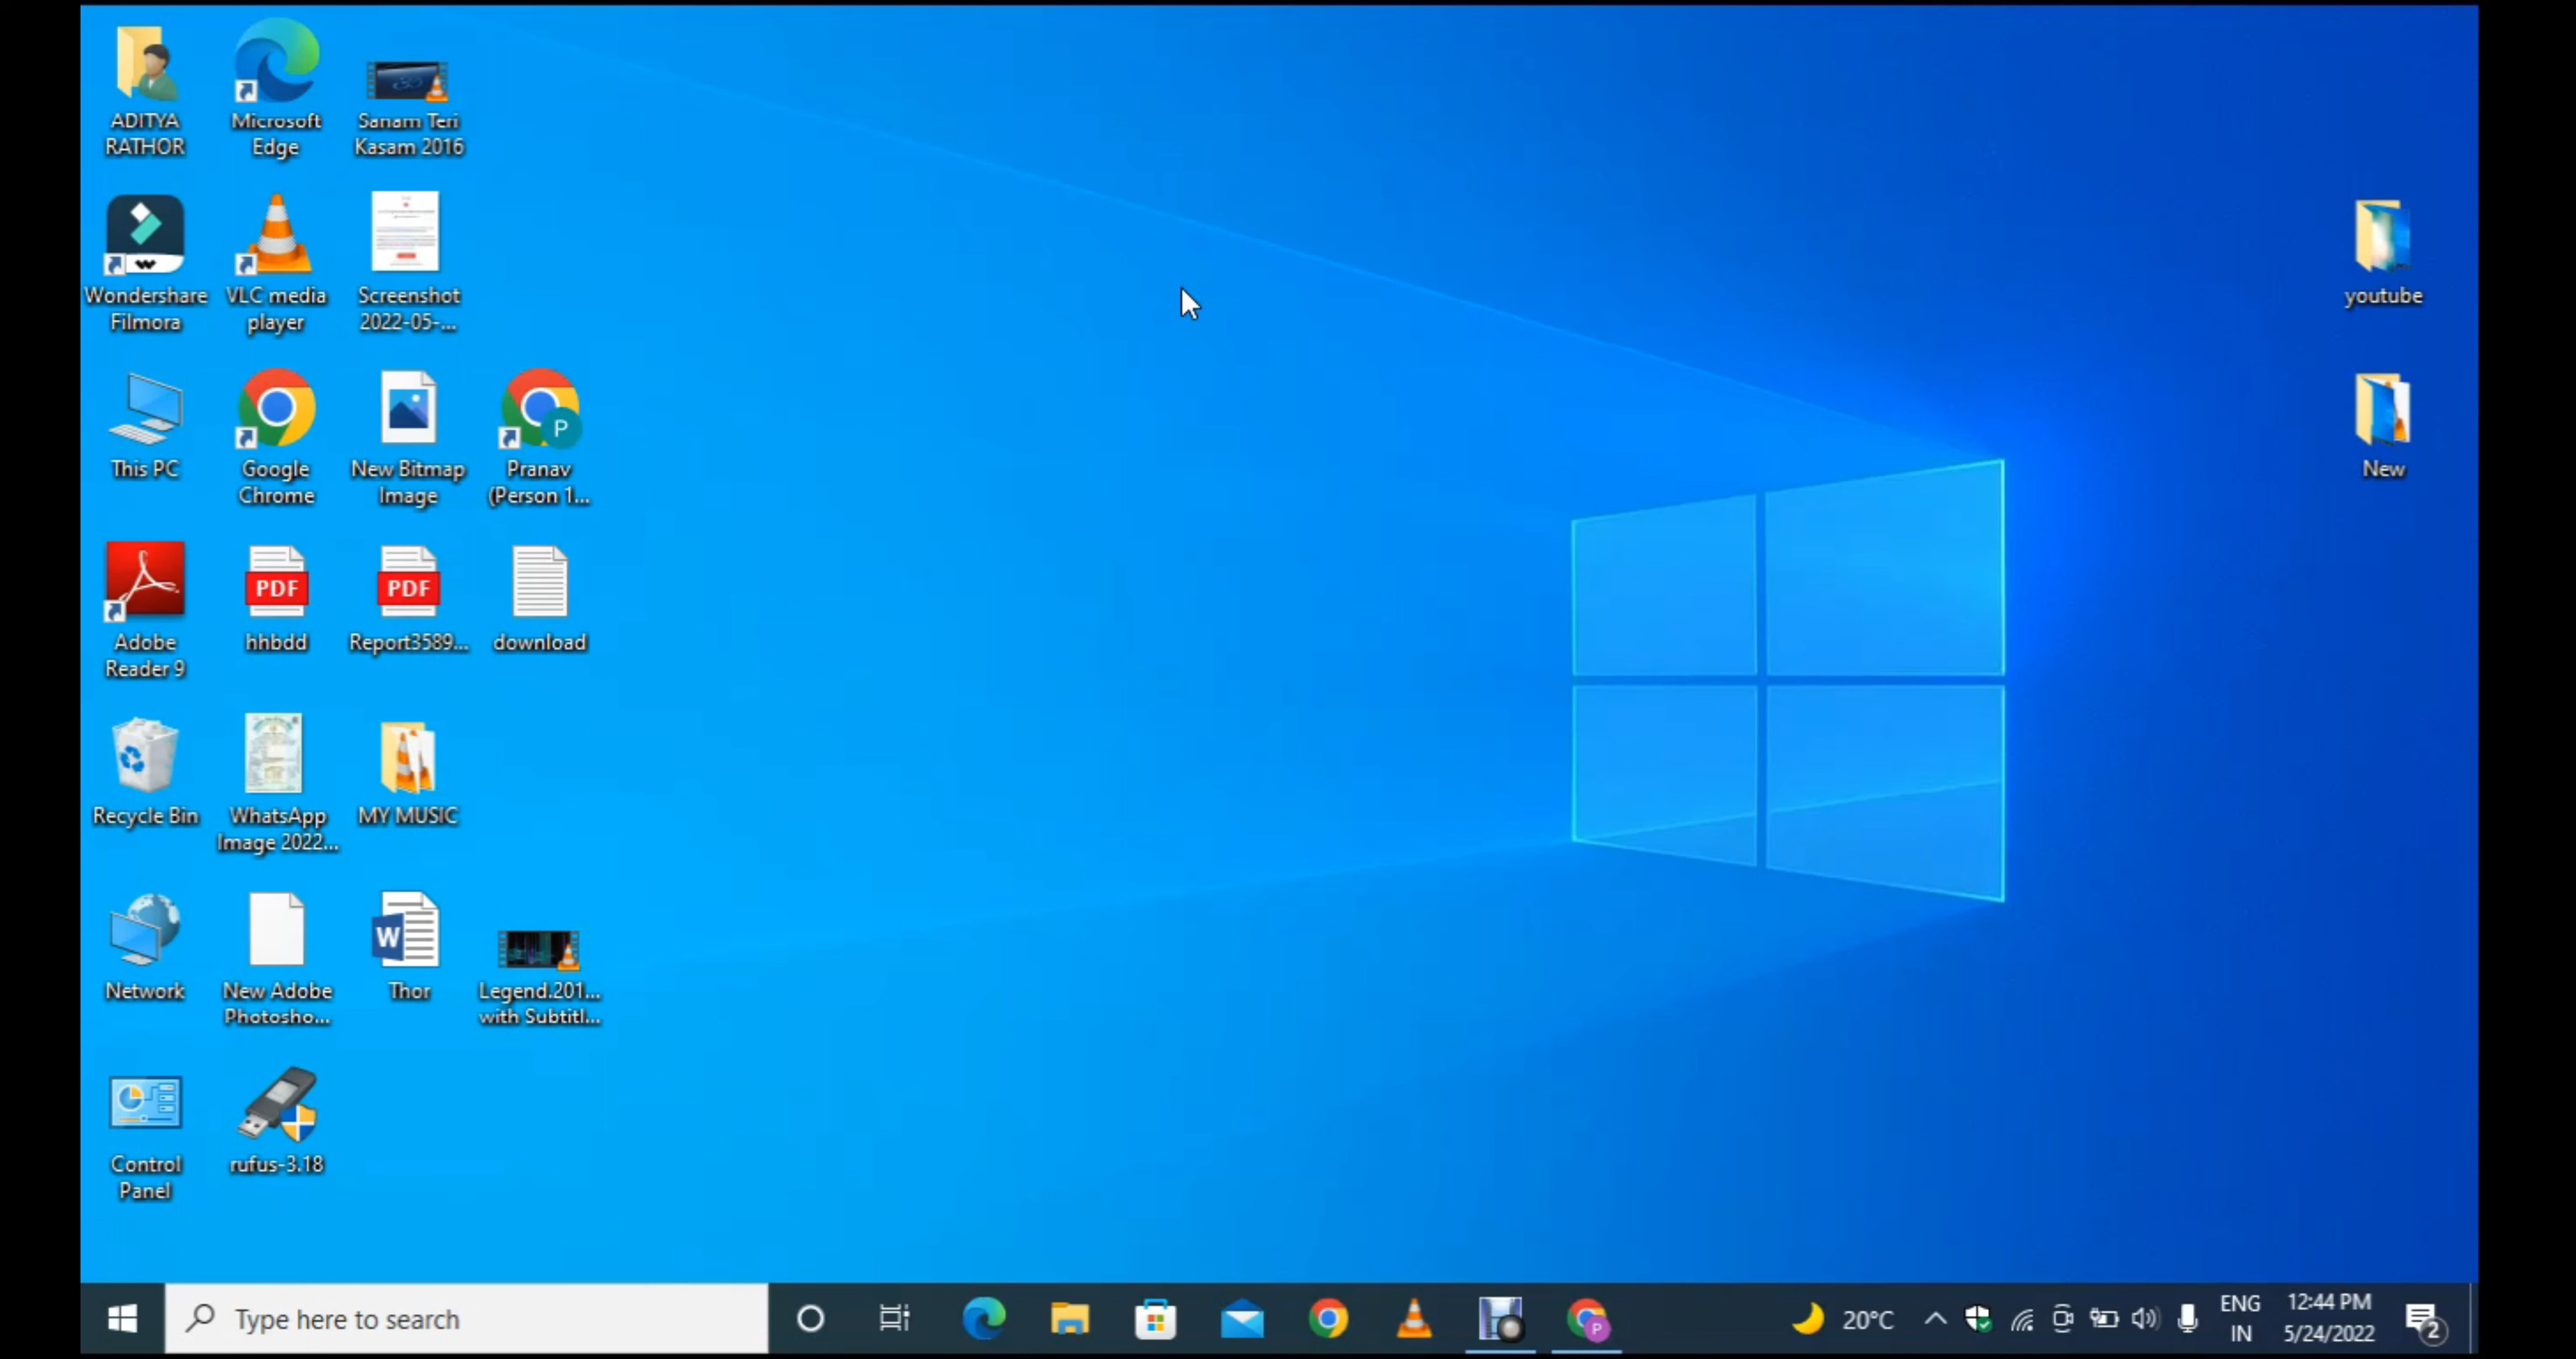 ADITYA
RATHOR
Microsoft
Edge
Sanam Teri
Kasam 2016
Wondershare
Filmora
VLC media
player
Screenshot
2022-05-...
youtube
This PC
Google
Chrome
New Bitmap
Image
P
Pranav
(Person 1...
New
Adobe
Reader 9
PDF
hhbdd
PDF
Report3589...
download
Recycle Bin
WhatsApp
Image 2022...
MY MUSIC
Network
New Adobe
Photosho...
W
Thor
Legend.201...
with Subtitl...
Control
Panel
rufus-3.18
Type here to search
P
20°C
ENG
IN
12:44 PM
5/24/2022
2